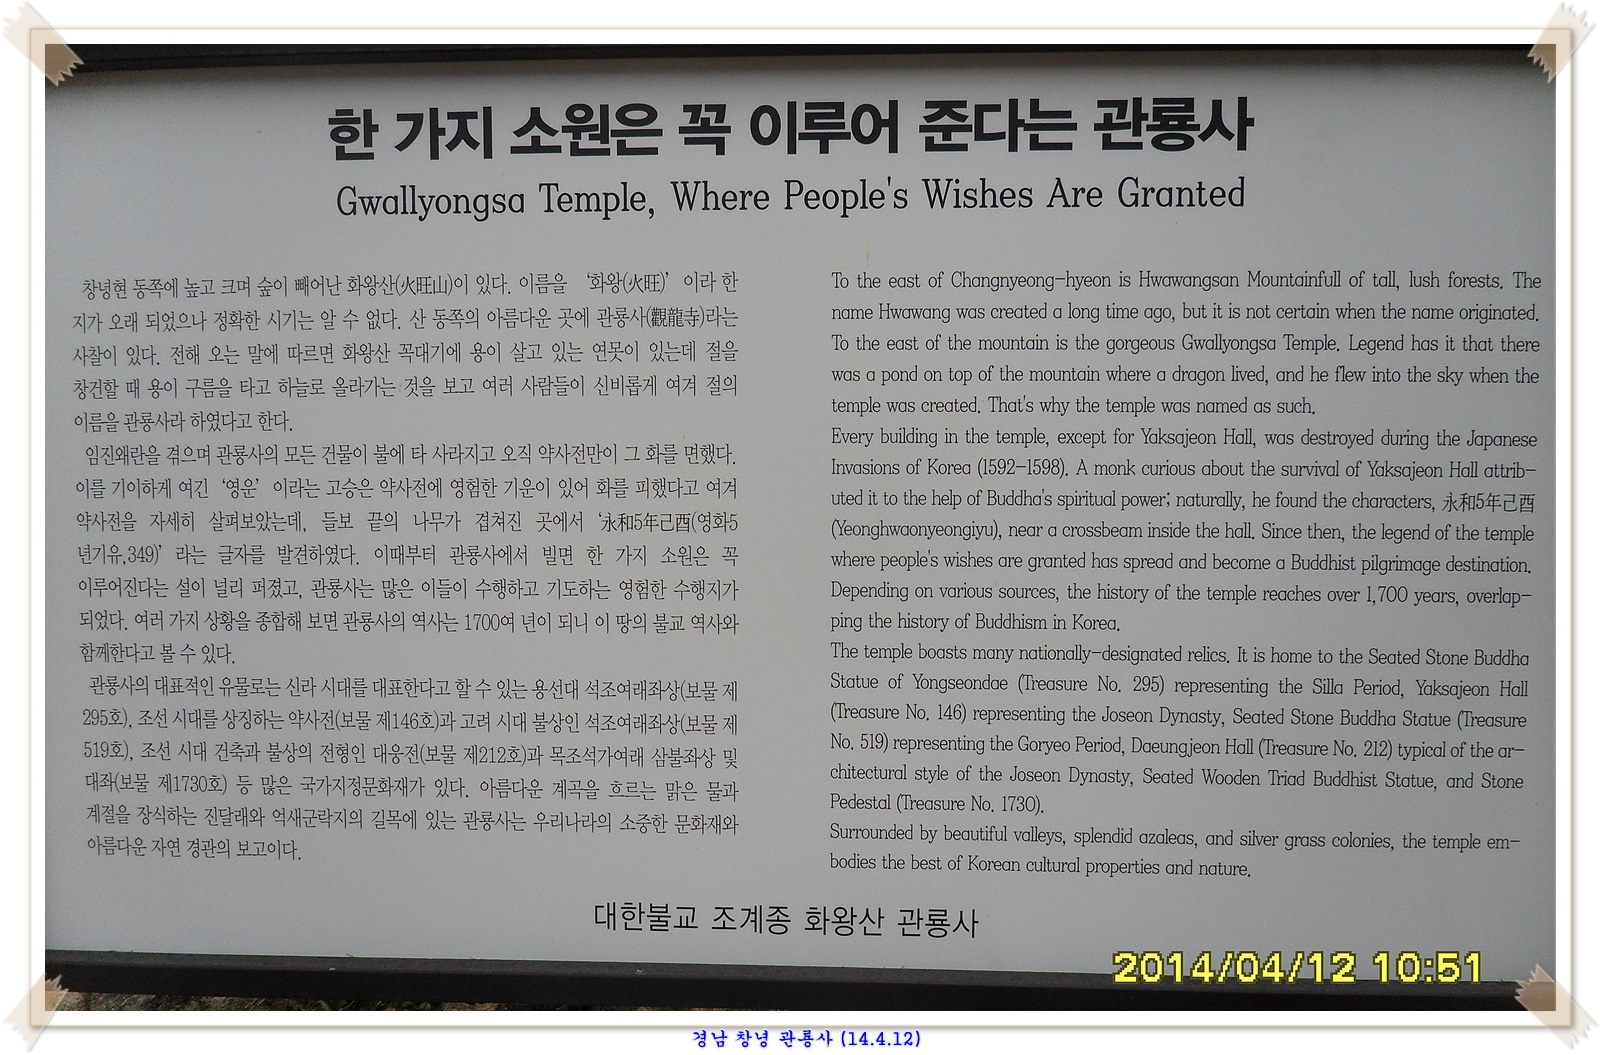 한 가지 소원은 꼭 이루어 준다는 관룡사
Gwallyongsa Temple, Where People's Wishes Are Granted
창녕현 동쪽에 높고 크며 숲이 빼어난 화왕산(火旺山)이 있다. 이름을 '화왕(火旺)' 이라 한
지가 오래 되었으나 정확한 시기는 알 수 없다. 산 동쪽의 아름다운 곳에 관룡사(觀龍寺)라는
사찰이 있다. 전해 오는 말에 따르면 화왕산 꼭대기에 용이 살고 있는 연못이 있는데 절을
창건할 때 용이 구름을 타고 하늘로 올라가는 것을 보고 여러 사람들이 신비롭게 여겨 절의
이름을 관룡사라 하였다고 한다.
임진왜란을 겪으며 관룡사의 모든 건물이 불에 타 사라지고 오직 약사전만이 그 화를 면했다.
이를 기이하게 여긴 '영운' 이라는 고승은 약사전에 영험한 기운이 있어 화를 피했다고 여겨
약사전을 자세히 살펴보았는데, 들보 끝의 나무가 겹쳐진 곳에서 '永和5年己酉(영화5
년기유,349)' 라는 글자를 발견하였다. 이때부터 관룡사에서 빌면 한 가지 소원은 꼭
이루어진다는 설이 널리 퍼졌고, 관룡사는 많은 이들이 수행하고 기도하는 영험한 수행지가
되었다. 여러 가지 상황을 종합해 보면 관룡사의 역사는 1700여 년이 되니 이 땅의 불교 역사와
함께한다고 볼 수 있다.
관룡사의 대표적인 유물로는 신라 시대를 대표한다고 할 수 있는 용선대 석조여래좌상(보물 제
295호), 조선 시대를 상징하는 약사전(보물 제146호)과 고려 시대 불상인 석조여래좌상(보물 제
519호), 조선 시대 건축과 불상의 전형인 대웅전(보물 제212호)과 목조석가여래 삼불좌상 및
대좌(보물 제1730호) 등 많은 국가지정문화재가 있다. 아름다운 계곡을 흐르는 맑은 물과
계절을 장식하는 진달래와 억새군락지의 길목에 있는 관룡사는 우리나라의 소중한 문화재와
아름다운 자연 경관의 보고이다.
To the east of Changnyeong-hyeon is Hwawangsan Mountainfull of tall, lush forests. The
name Hwawang was created a long time ago, but it is not certain when the name originated.
To the east of the mountain is the gorgeous Gwallyongsa Temple. Legend has it that there
was a pond on top of the mountain where a dragon lived, and he flew into the sky when the
temple was created. That's why the temple was named as such.
Every building in the temple, except for Yaksajeon Hall, was destroyed during the Japanese
Invasions of Korea (1592-1598). A monk curious about the survival of Yaksajeon Hall attrib-
uted it to the help of Buddha's spiritual power; naturally, he found the characters, 永和5年己酉
(Yeonghwaonyeongiyu), near a crossbeam inside the hall. Since then, the legend of the temple
where people's wishes are granted has spread and become a Buddhist pilgrimage destination.
Depending on various sources, the history of the temple reaches over 1,700 years, overlap-
ping the history of Buddhism in Korea.
The temple boasts many nationally-designated relics. It is home to the Seated Stone Buddha
Statue of Yongseondae (Treasure No. 295) representing the Silla Period, Yaksajeon Hall
(Treasure No. 146) representing the Joseon Dynasty, Seated Stone Buddha Statue (Treasure
No. 519) representing the Goryeo Period, Daeungjeon Hall (Treasure No. 212) typical of the ar-
chitectural style of the Joseon Dynasty, Seated Wooden Triad Buddhist Statue, and Stone
Pedestal (Treasure No. 1730).
Surrounded by beautiful valleys, splendid azaleas, and silver grass colonies, the temple em-
bodies the best of Korean cultural properties and nature.
대한불교 조계종 화왕산 관룡사
2014/04/12 10:51
경남 창녕 관룡사 (14.4.12)